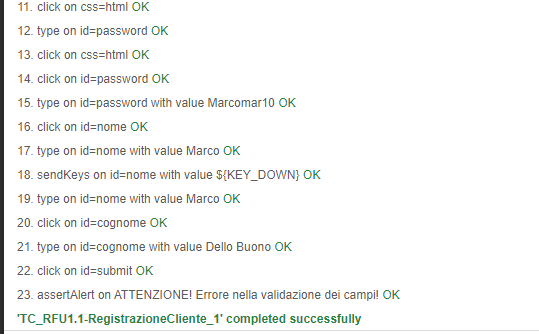 11. click on css=html OK
12. type on id=password OK
13. click on css=html OK
14. click on id=password OK
15. type on id=password with value Marcomar10 OK
16. click on id=nome OK
17. type on id=nome with value Marco OK
18. sendKeys on id=nome with value ${KEY_DOWN} OK
19. type on id=nome with value Marco OK
20. click on id=cognome OK
21. type on id=cognome with value Dello Buono OK
22. click on id=submit OK
23. assertAlert on ATTENZIONE! Errore nella validazione dei campi! OK
'TC_RFU1.1-RegistrazioneCliente_1' completed successfully